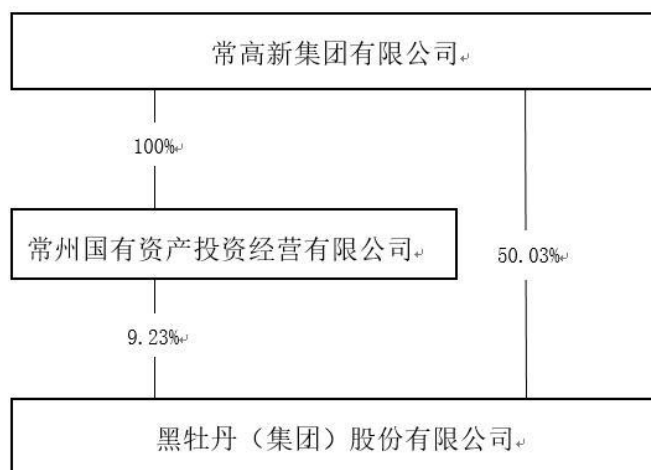 常高新集团有限公司
100%
常州国有资产投资经营有限公司
50.03%
9.23%
黑牡丹（集团）股份有限公司